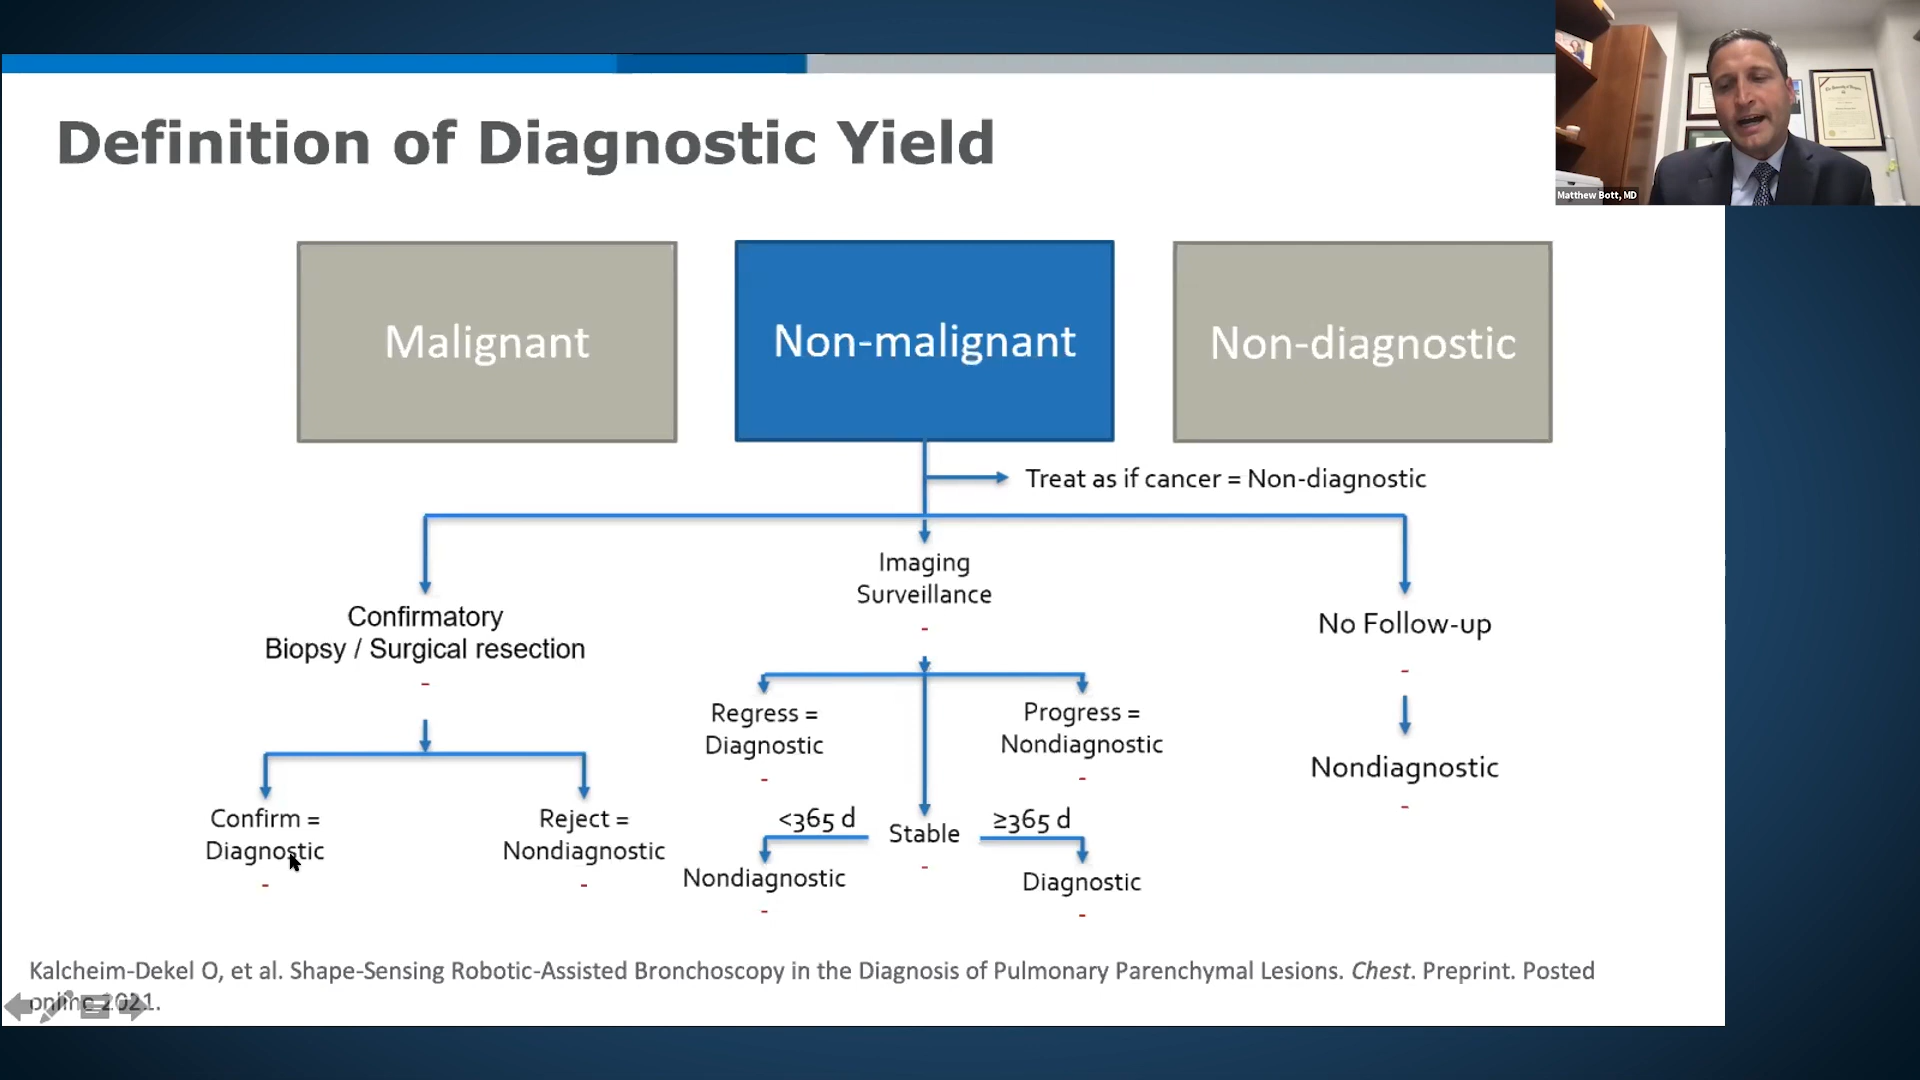 Definition of Diagnostic Yield
Matthew Bott, MD
Malignant
Non-malignant
Non-diagnostic
Treat as if cancer = Non-diagnostic
Confirmatory
Biopsy / Surgical resection
-
Imaging
Surveillance
-
No Follow-up
-
Confirm =
Diagnostic
-
Reject =
Nondiagnostic
-
Regress =
Diagnostic
-
Progress =
Nondiagnostic
-
<365 d
Stable
-
≥365 d
Nondiagnostic
-
Diagnostic
-
Nondiagnostic
-
Kalcheim-Dekel O, et al. Shape-Sensing Robotic-Assisted Bronchoscopy in the Diagnosis of Pulmonary Parenchymal Lesions. Chest. Preprint. Posted
online 2021.